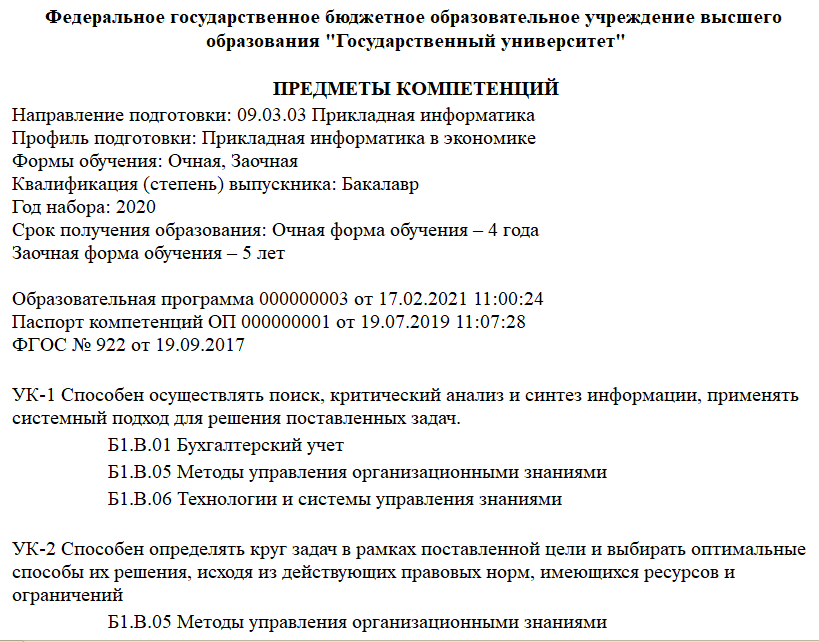 Федеральное государственное бюджетное образовательное учреждение высшего
образования "Государственный университет"
ПРЕДМЕТЫ КОМПЕТЕНЦИЙ
Направление подготовки: 09.03.03 Прикладная информатика
Профиль подготовки: Прикладная информатика в экономике
Формы обучения: Очная, Заочная
Квалификация (степень) выпускника: Бакалавр
Год набора: 2020
Срок получения образования: Очная форма обучения – 4 года
Заочная форма обучения – 5 лет
Образовательная программа 000000003 от 17.02.2021 11:00:24
Паспорт компетенций ОП 000000001 от 19.07.2019 11:07:28
ФГОС № 922 от 19.09.2017
УК-1 Способен осуществлять поиск, критический анализ и синтез информации, применять
системный подход для решения поставленных задач.
Б1.В.01 Бухгалтерский учет
Б1.В.05 Методы управления организационными знаниями
Б1.В.06 Технологии и системы управления знаниями
УК-2 Способен определять круг задач в рамках поставленной цели и выбирать оптимальные
способы их решения, исходя из действующих правовых норм, имеющихся ресурсов и
ограничений
Б1.В.05 Методы управления организационными знаниями